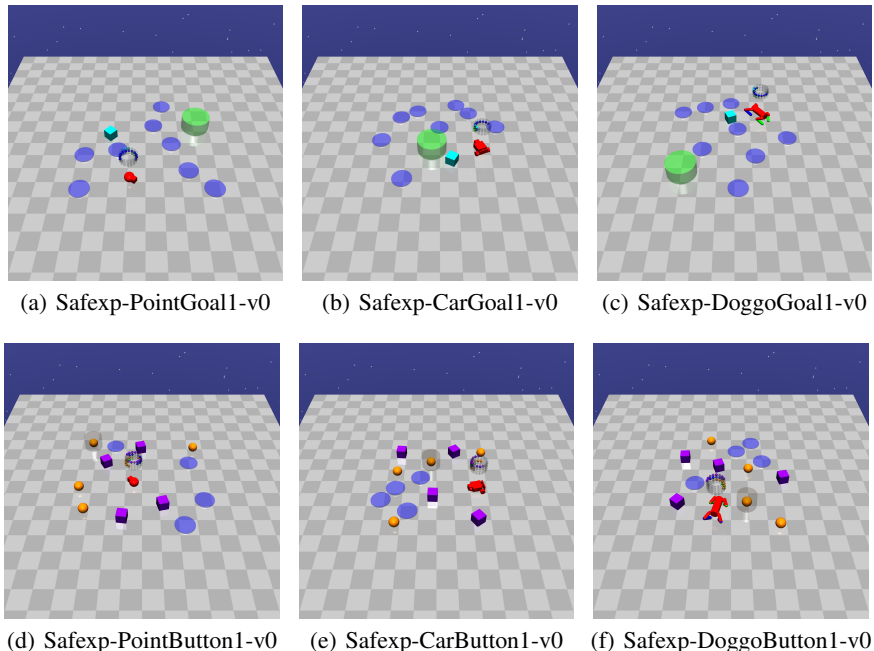 (a) Safexp-PointGoal1-v0
(b) Safexp-CarGoal1-v0
(c) Safexp-DoggoGoal1-v0
(d) Safexp-PointButton1-v0
(e) Safexp-CarButton1-v0
(f) Safexp-DoggoButton1-v0